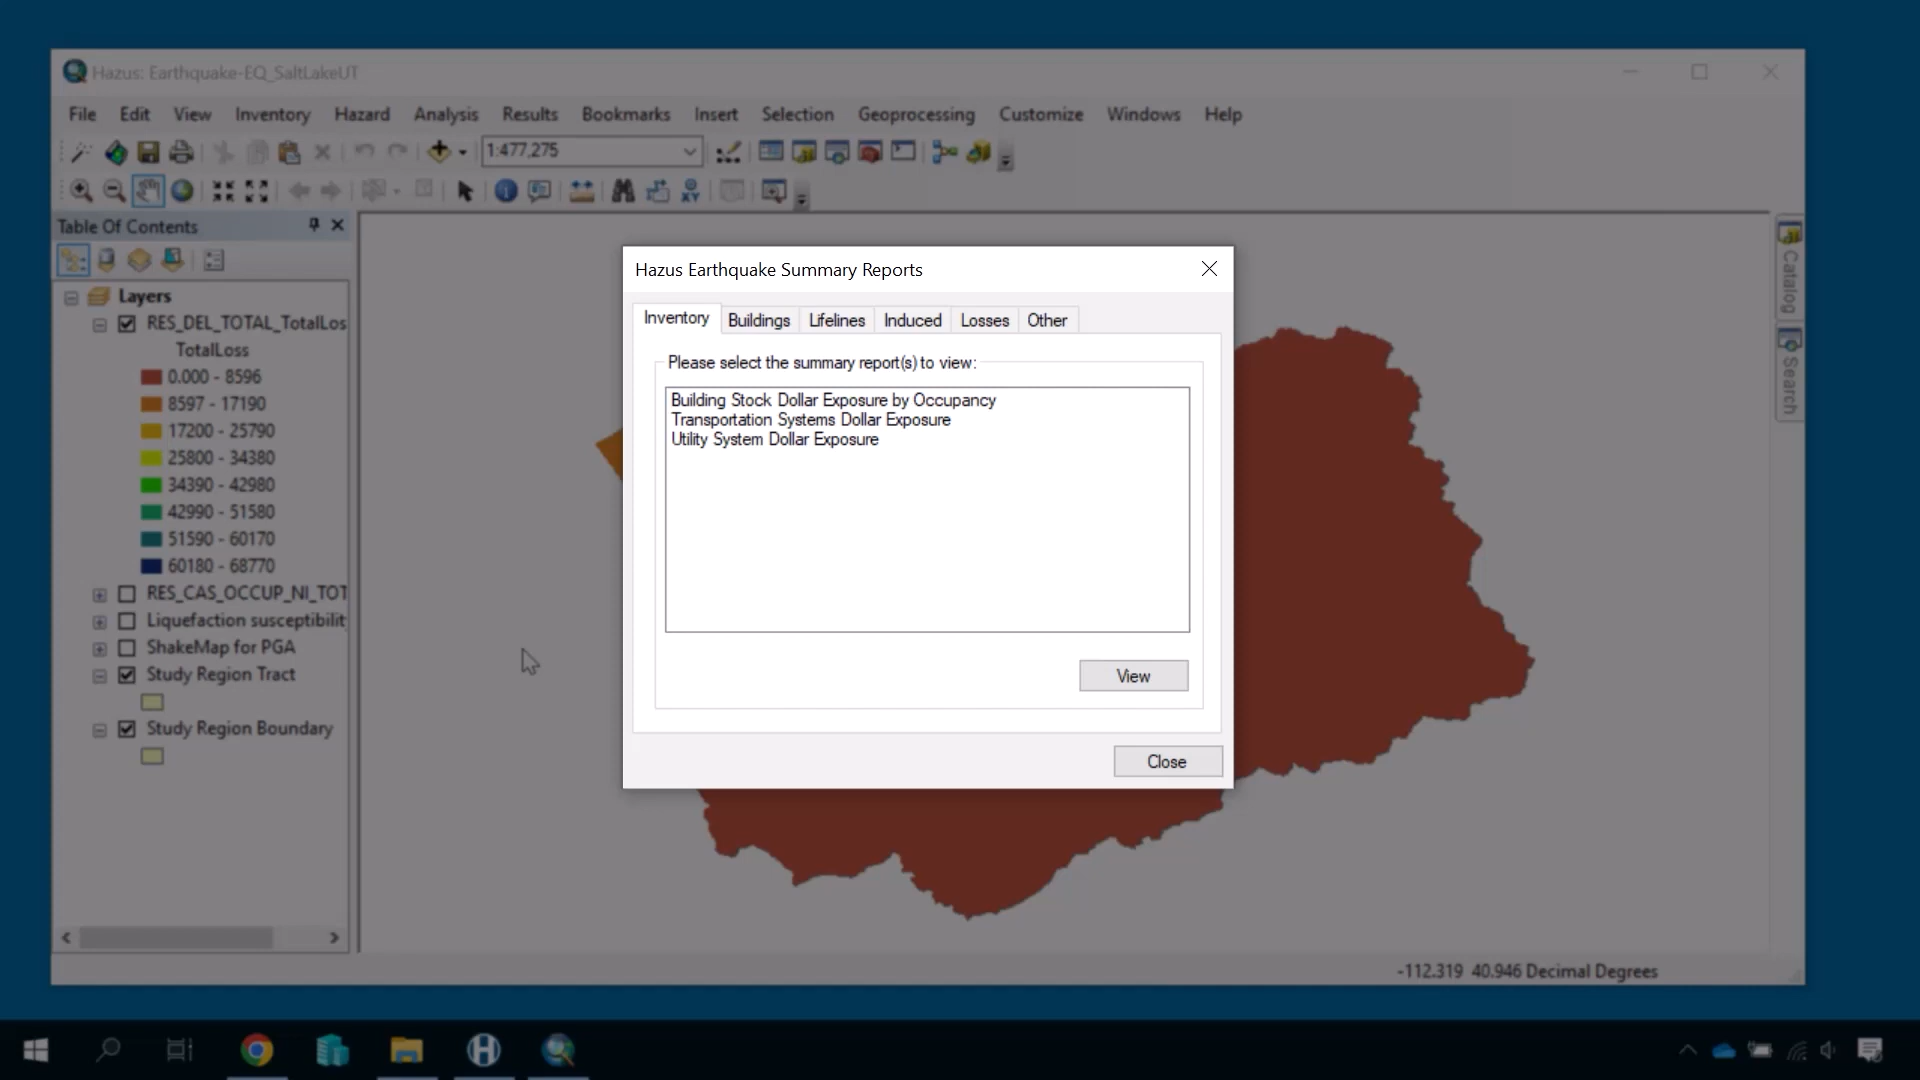 Hazus: Earthquake-EQ_SaltLakeUT
File Edit View Inventory Hazard Analysis Results Bookmarks Insert Selection Geoprocessing Customize Windows Help
1:477,275
Table Of Contents
Layers
RES_DEL_TOTAL_TotalLos
TotalLoss
0.000 - 8596
8597 - 17190
17200 - 25790
25800 - 34380
34390 - 42980
42990 - 51580
51590 - 60170
60180 - 68770
RES_CAS_OCCUP_NI_TOT
Liquefaction susceptibilit
ShakeMap for PGA
Study Region Tract
Study Region Boundary
Hazus Earthquake Summary Reports
Inventory Buildings Lifelines Induced Losses Other
Please select the summary report(s) to view:
Building Stock Dollar Exposure by Occupancy
Transportation Systems Dollar Exposure
Utility System Dollar Exposure
View
Close
Catalog
Search
-112.319 40.946 Decimal Degrees